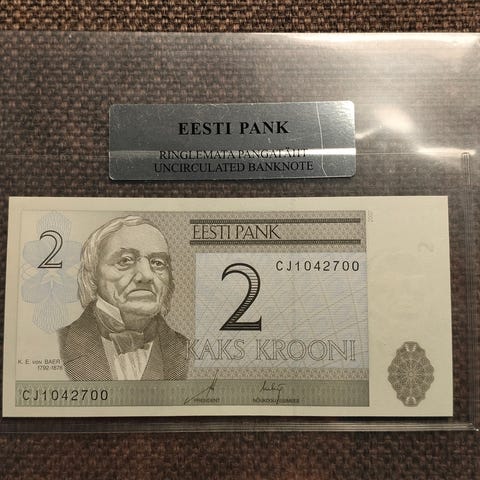 EESTI PANK
RINGLEMATA PANGATÄHT
UNCIRCULATED BANKNOTE
2
EESTI PANK
CJ1042700
2
KAKS KROONI
K. E. VON BAER
1792-1876
CJ1042700
PRESIDENT
NÕUKOGU ESIMEES